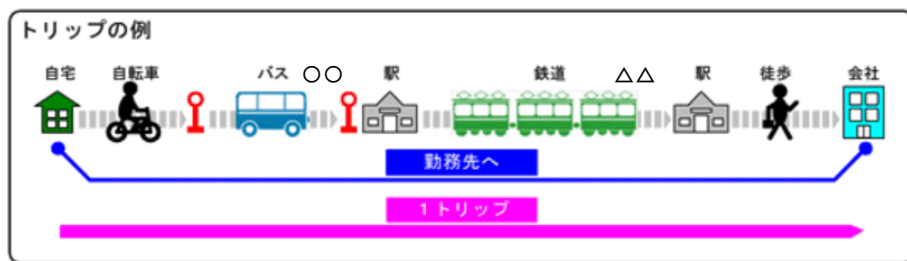 トリップの例
自宅 自転車 バス 〇〇 駅 鉄道 △△ 駅 徒歩 会社
勤務先へ
1トリップ